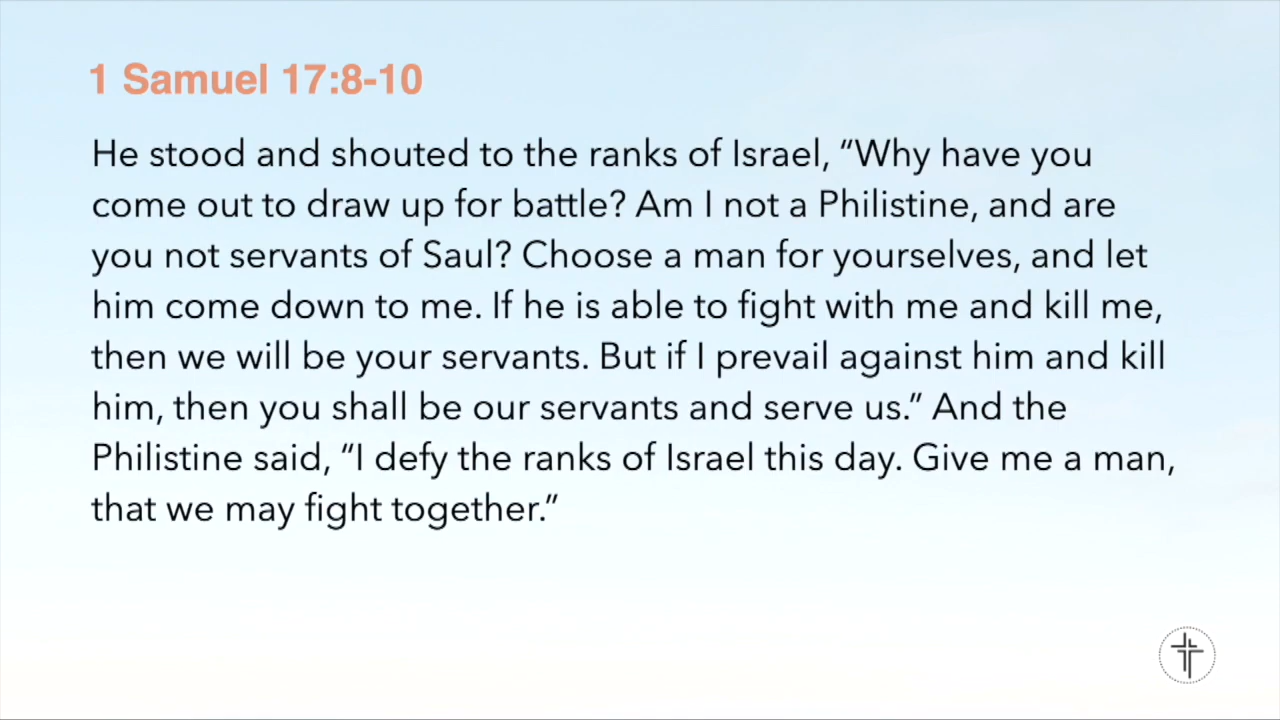 1 Samuel 17:8-10
He stood and shouted to the ranks of Israel, “Why have you
come out to draw up for battle? Am I not a Philistine, and are
you not servants of Saul? Choose a man for yourselves, and let
him come down to me. If he is able to fight with me and kill me,
then we will be your servants. But if I prevail against him and kill
him, then you shall be our servants and serve us.” And the
Philistine said, “I defy the ranks of Israel this day. Give me a man,
that we may fight together.”